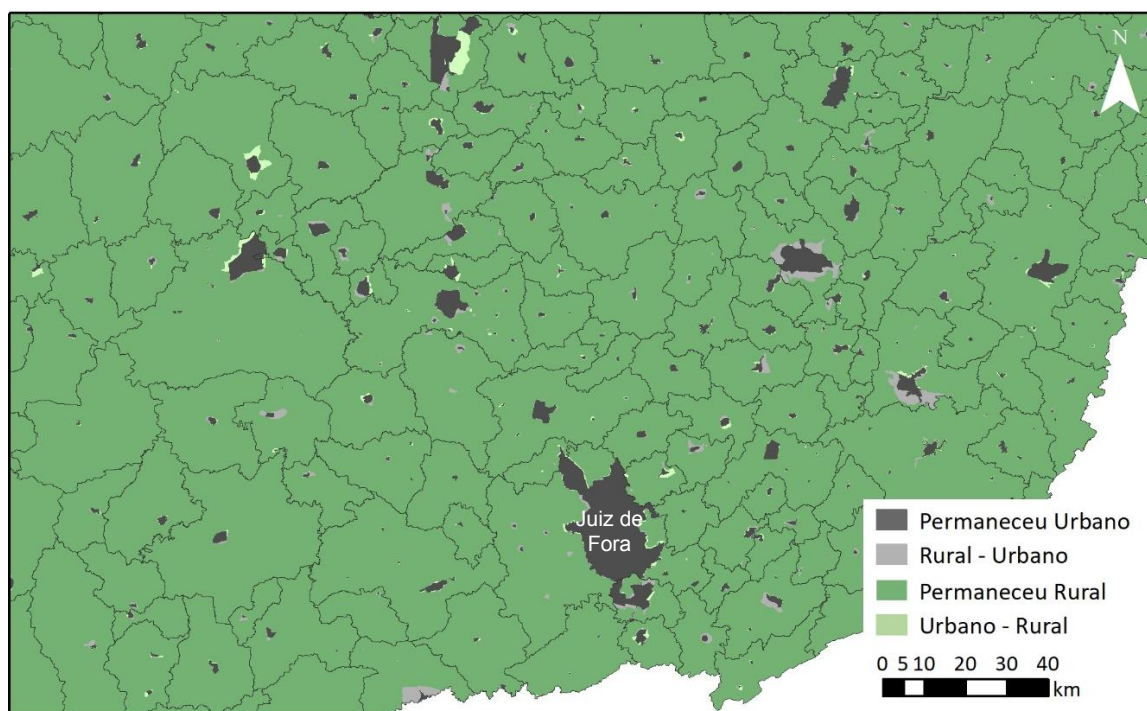 N
Juiz de
Fora
Permaneceu Urbano
Rural - Urbano
Permaneceu Rural
Urbano - Rural
0 5 10 20 30 40
km